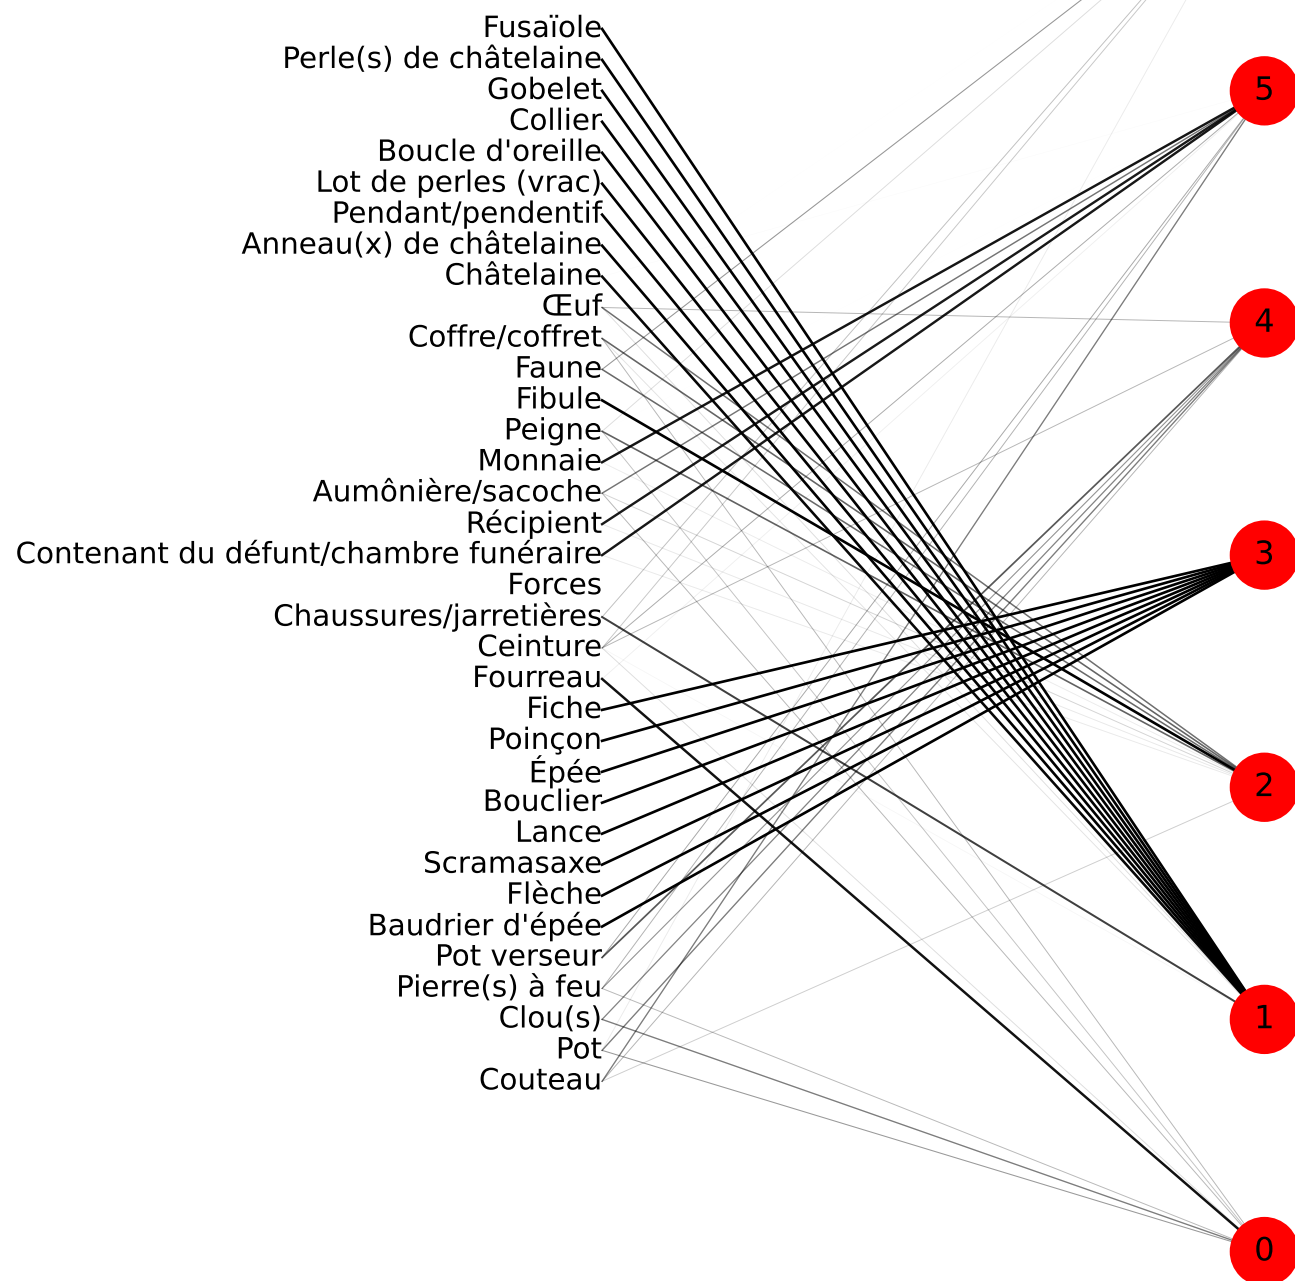 Fusaïole
Perle(s) de châtelaine
Gobelet
Collier
Boucle d'oreille
Lot de perles (vrac)
Pendant/pendentif
Anneau(x) de châtelaine
Châtelaine
Œuf
Coffre/coffret
Faune
Fibule
Peigne
Monnaie
Aumônière/sacoche
Récipient
Contenant du défunt/chambre funéraire
Forces
Chaussures/jarretières
Ceinture
Fourreau
Fiche
Poinçon
Épée
Bouclier
Lance
Scramasaxe
Flèche
Baudrier d'épée
Pot verseur
Pierre(s) à feu
Clou(s)
Pot
Couteau
5
4
3
2
1
0